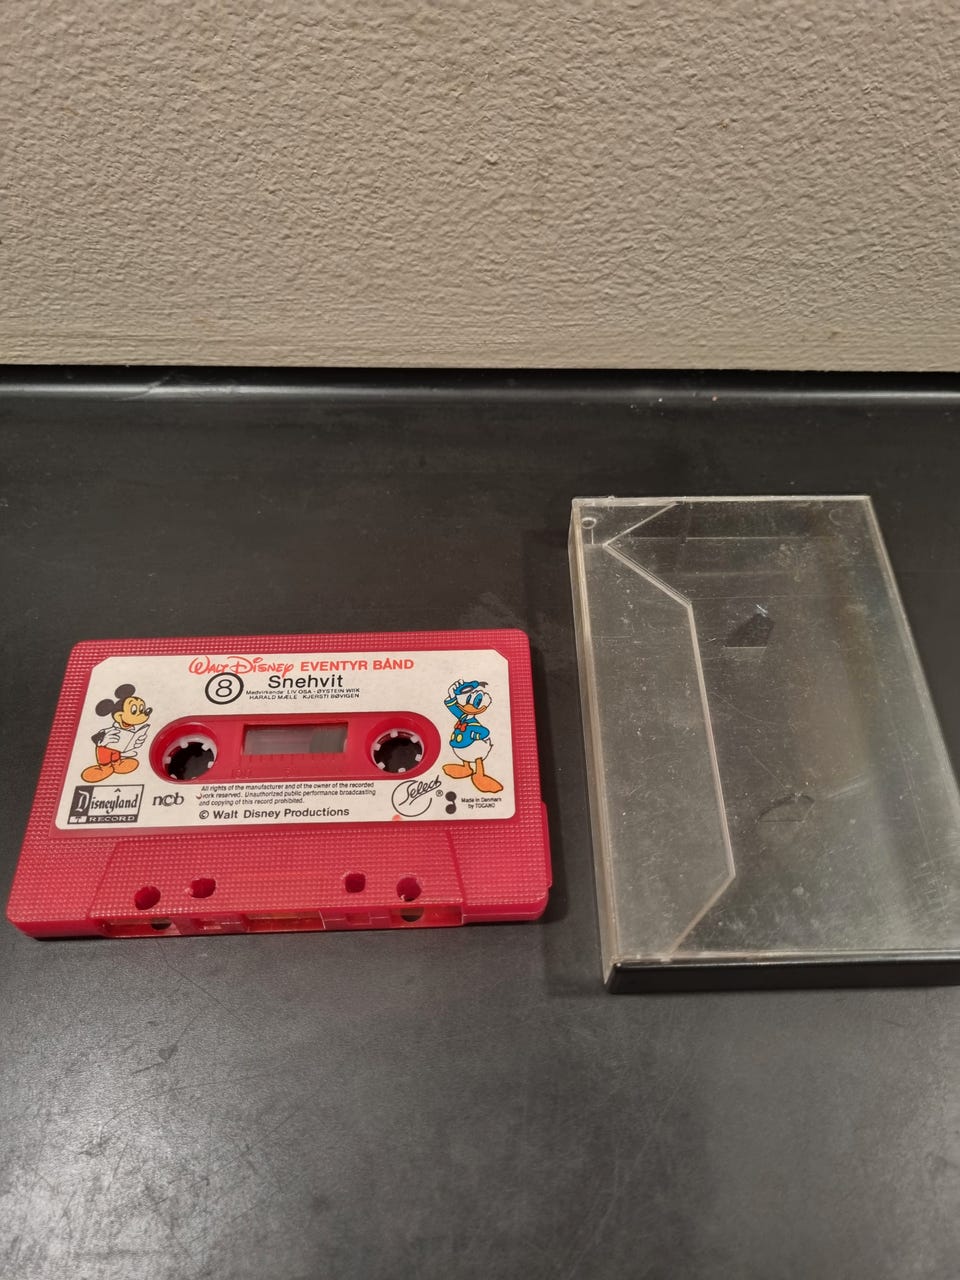 WALT DISNEY EVENTYR BÅND
8 Snehvit
Medvirkende: LIV OSA - ØYSTEIN WIIK
HARALD MÆLE KJERSTI BØVIGEN
Disneyland
RECORD
ncb
All rights of the manufacturer and of the owner of the recorded
work reserved. Unauthorized public performance broadcasting
and copying of this record prohibited.
© Walt Disney Productions
Select ®
Made in Denmark
by TOCANO